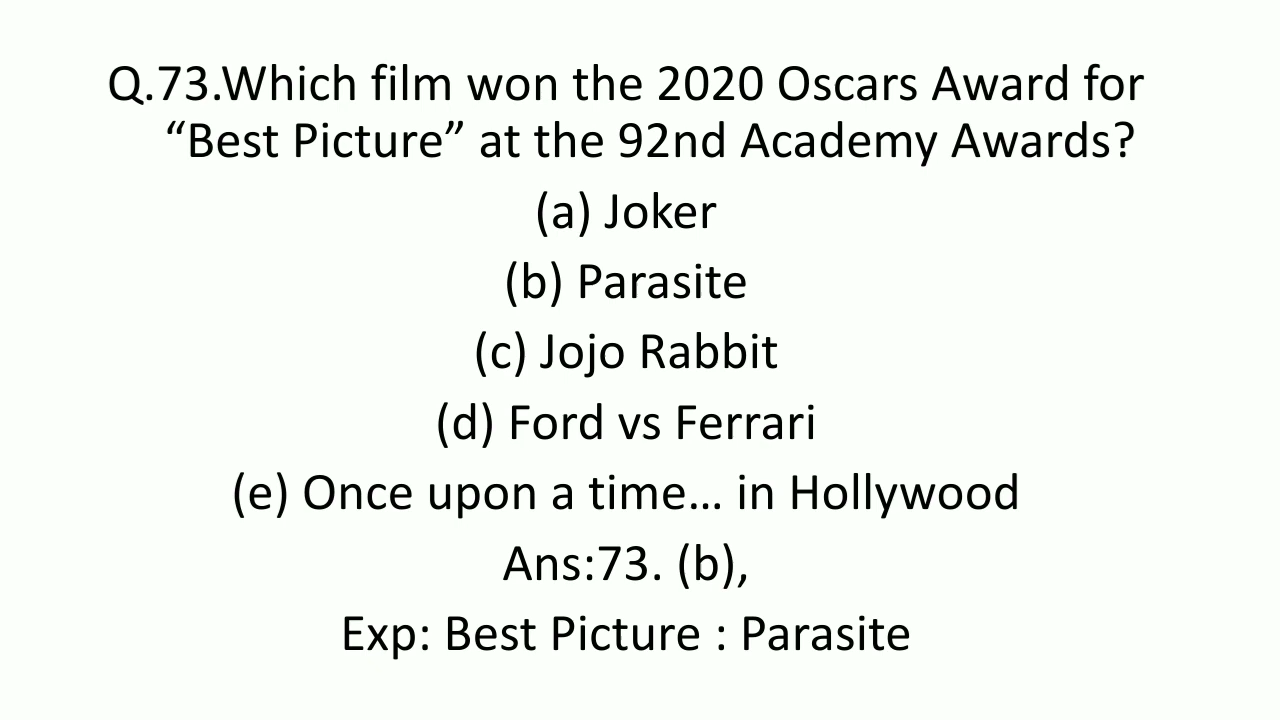 Q.73.Which film won the 2020 Oscars Award for
“Best Picture” at the 92nd Academy Awards?
(a) Joker
(b) Parasite
(c) Jojo Rabbit
(d) Ford vs Ferrari
(e) Once upon a time… in Hollywood
Ans:73. (b),
Exp: Best Picture : Parasite